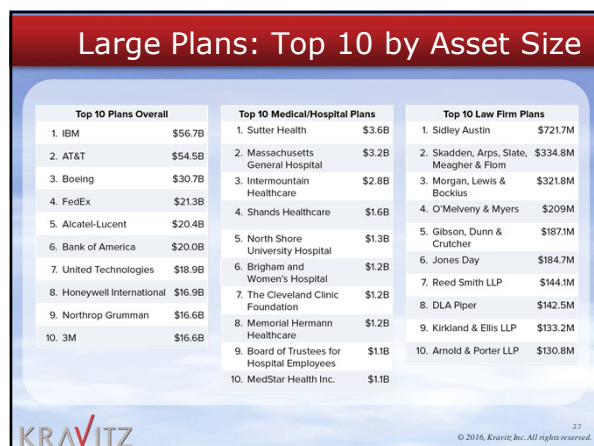 Large Plans: Top 10 by Asset Size
Top 10 Plans Overall
1. IBM $56.7B
2. AT&T $54.5B
3. Boeing $30.7B
4. FedEx $21.3B
5. Alcatel-Lucent $20.4B
6. Bank of America $20.0B
7. United Technologies $18.9B
8. Honeywell International $16.9B
9. Northrop Grumman $16.6B
10. 3M $16.6B
Top 10 Medical/Hospital Plans
1. Sutter Health $3.6B
2. Massachusetts $3.2B
General Hospital
3. Intermountain $2.8B
Healthcare
4. Shands Healthcare $1.6B
5. North Shore $1.3B
University Hospital
6. Brigham and $1.2B
Women's Hospital
7. The Cleveland Clinic $1.2B
Foundation
8. Memorial Hermann $1.2B
Healthcare
9. Board of Trustees for $1.1B
Hospital Employees
10. MedStar Health Inc. $1.1B
Top 10 Law Firm Plans
1. Sidley Austin $721.7M
2. Skadden, Arps, Slate, $334.8M
Meagher & Flom
3. Morgan, Lewis & $321.8M
Bockius
4. O'Melveny & Myers $209M
5. Gibson, Dunn & $187.1M
Crutcher
6. Jones Day $184.7M
7. Reed Smith LLP $144.1M
8. DLA Piper $142.5M
9. Kirkland & Ellis LLP $133.2M
10. Arnold & Porter LLP $130.8M
KRAVITZ
27
© 2016, Kravitz Inc. All rights reserved.